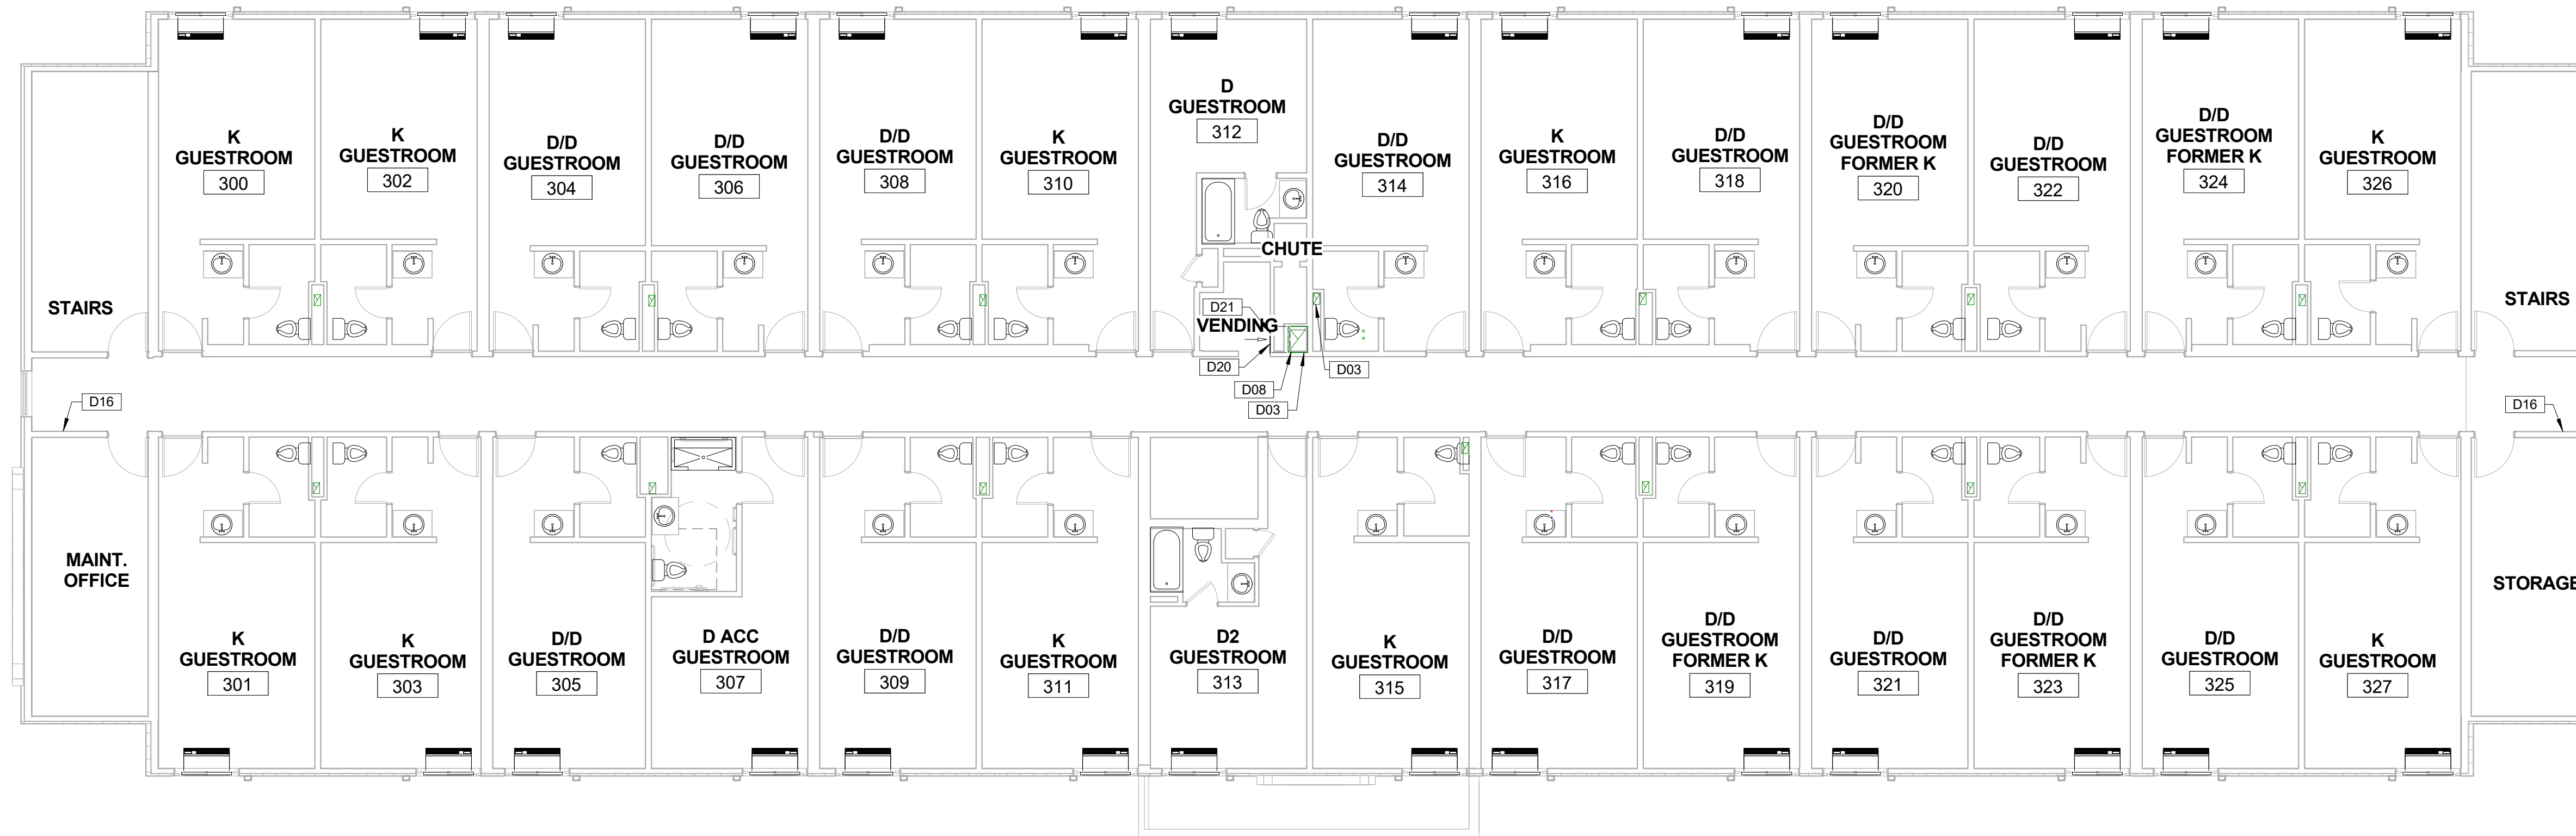 K
GUESTROOM
300
K
GUESTROOM
302
D/D
GUESTROOM
304
D/D
GUESTROOM
306
D/D
GUESTROOM
308
K
GUESTROOM
310
D
GUESTROOM
312
D/D
GUESTROOM
314
K
GUESTROOM
316
D/D
GUESTROOM
318
D/D
GUESTROOM
FORMER K
320
D/D
GUESTROOM
322
D/D
GUESTROOM
FORMER K
324
K
GUESTROOM
326
CHUTE
STAIRS
D21
VENDING
STAIRS
D20
D03
D08
D03
D16
D16
MAINT.
OFFICE
STORAGE
K
GUESTROOM
301
K
GUESTROOM
303
D/D
GUESTROOM
305
D ACC
GUESTROOM
307
D/D
GUESTROOM
309
K
GUESTROOM
311
D2
GUESTROOM
313
K
GUESTROOM
315
D/D
GUESTROOM
317
D/D
GUESTROOM
FORMER K
319
D/D
GUESTROOM
321
D/D
GUESTROOM
FORMER K
323
D/D
GUESTROOM
325
K
GUESTROOM
327